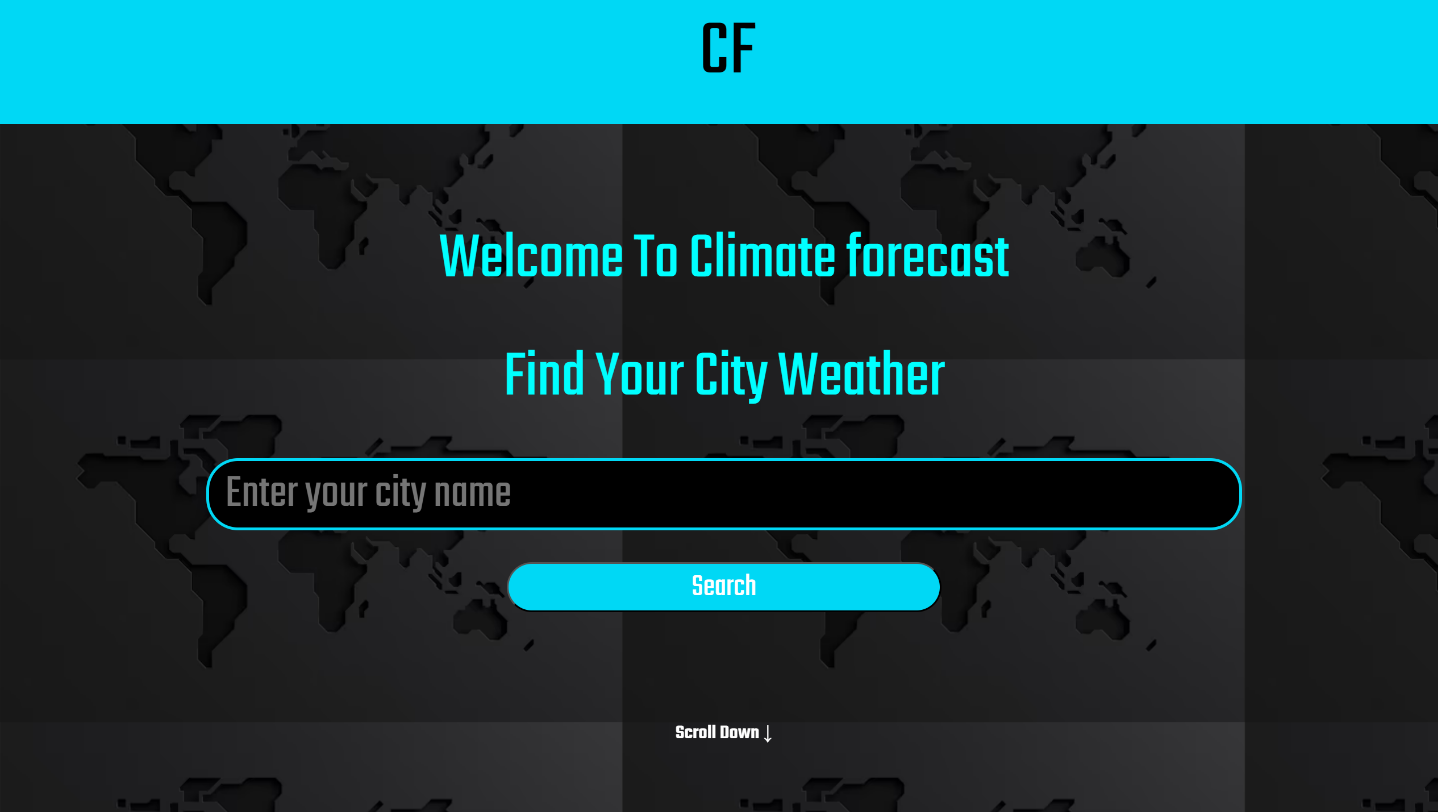 CF
Welcome To Climate forecast
Find Your City Weather
Enter your city name
Search
Scroll Down ↓